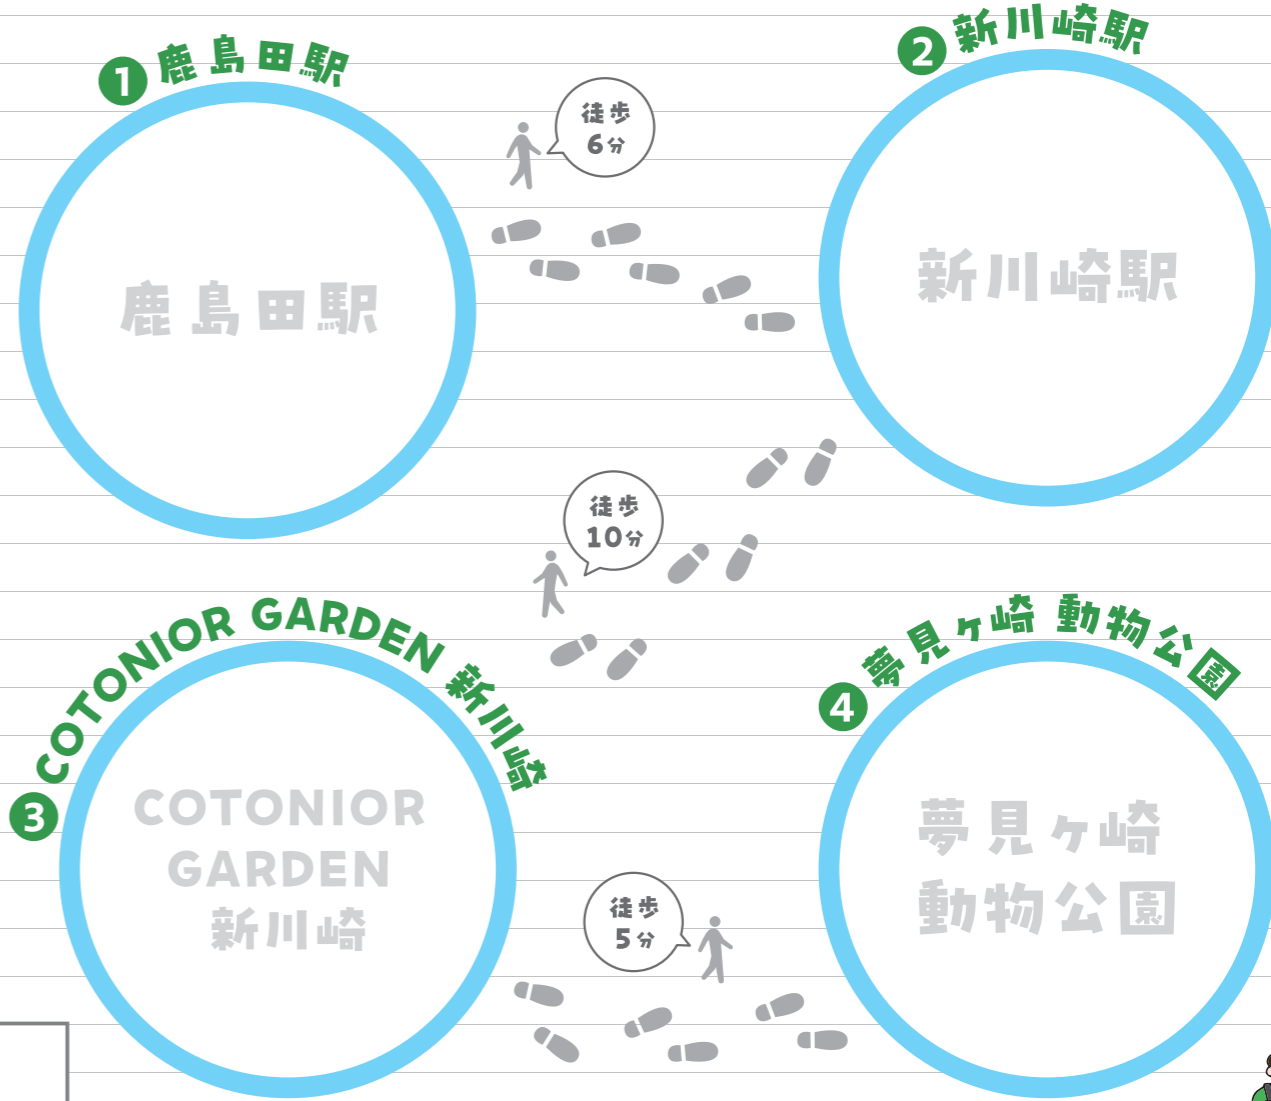 1 鹿島田駅
鹿島田駅
徒歩
6分
2 新川崎駅
新川崎駅
徒歩
10分
3 COTONIOR GARDEN 新川崎
COTONIOR
GARDEN
新川崎
徒歩
5分
4 夢見ヶ崎 動物公園
夢見ヶ崎
動物公園